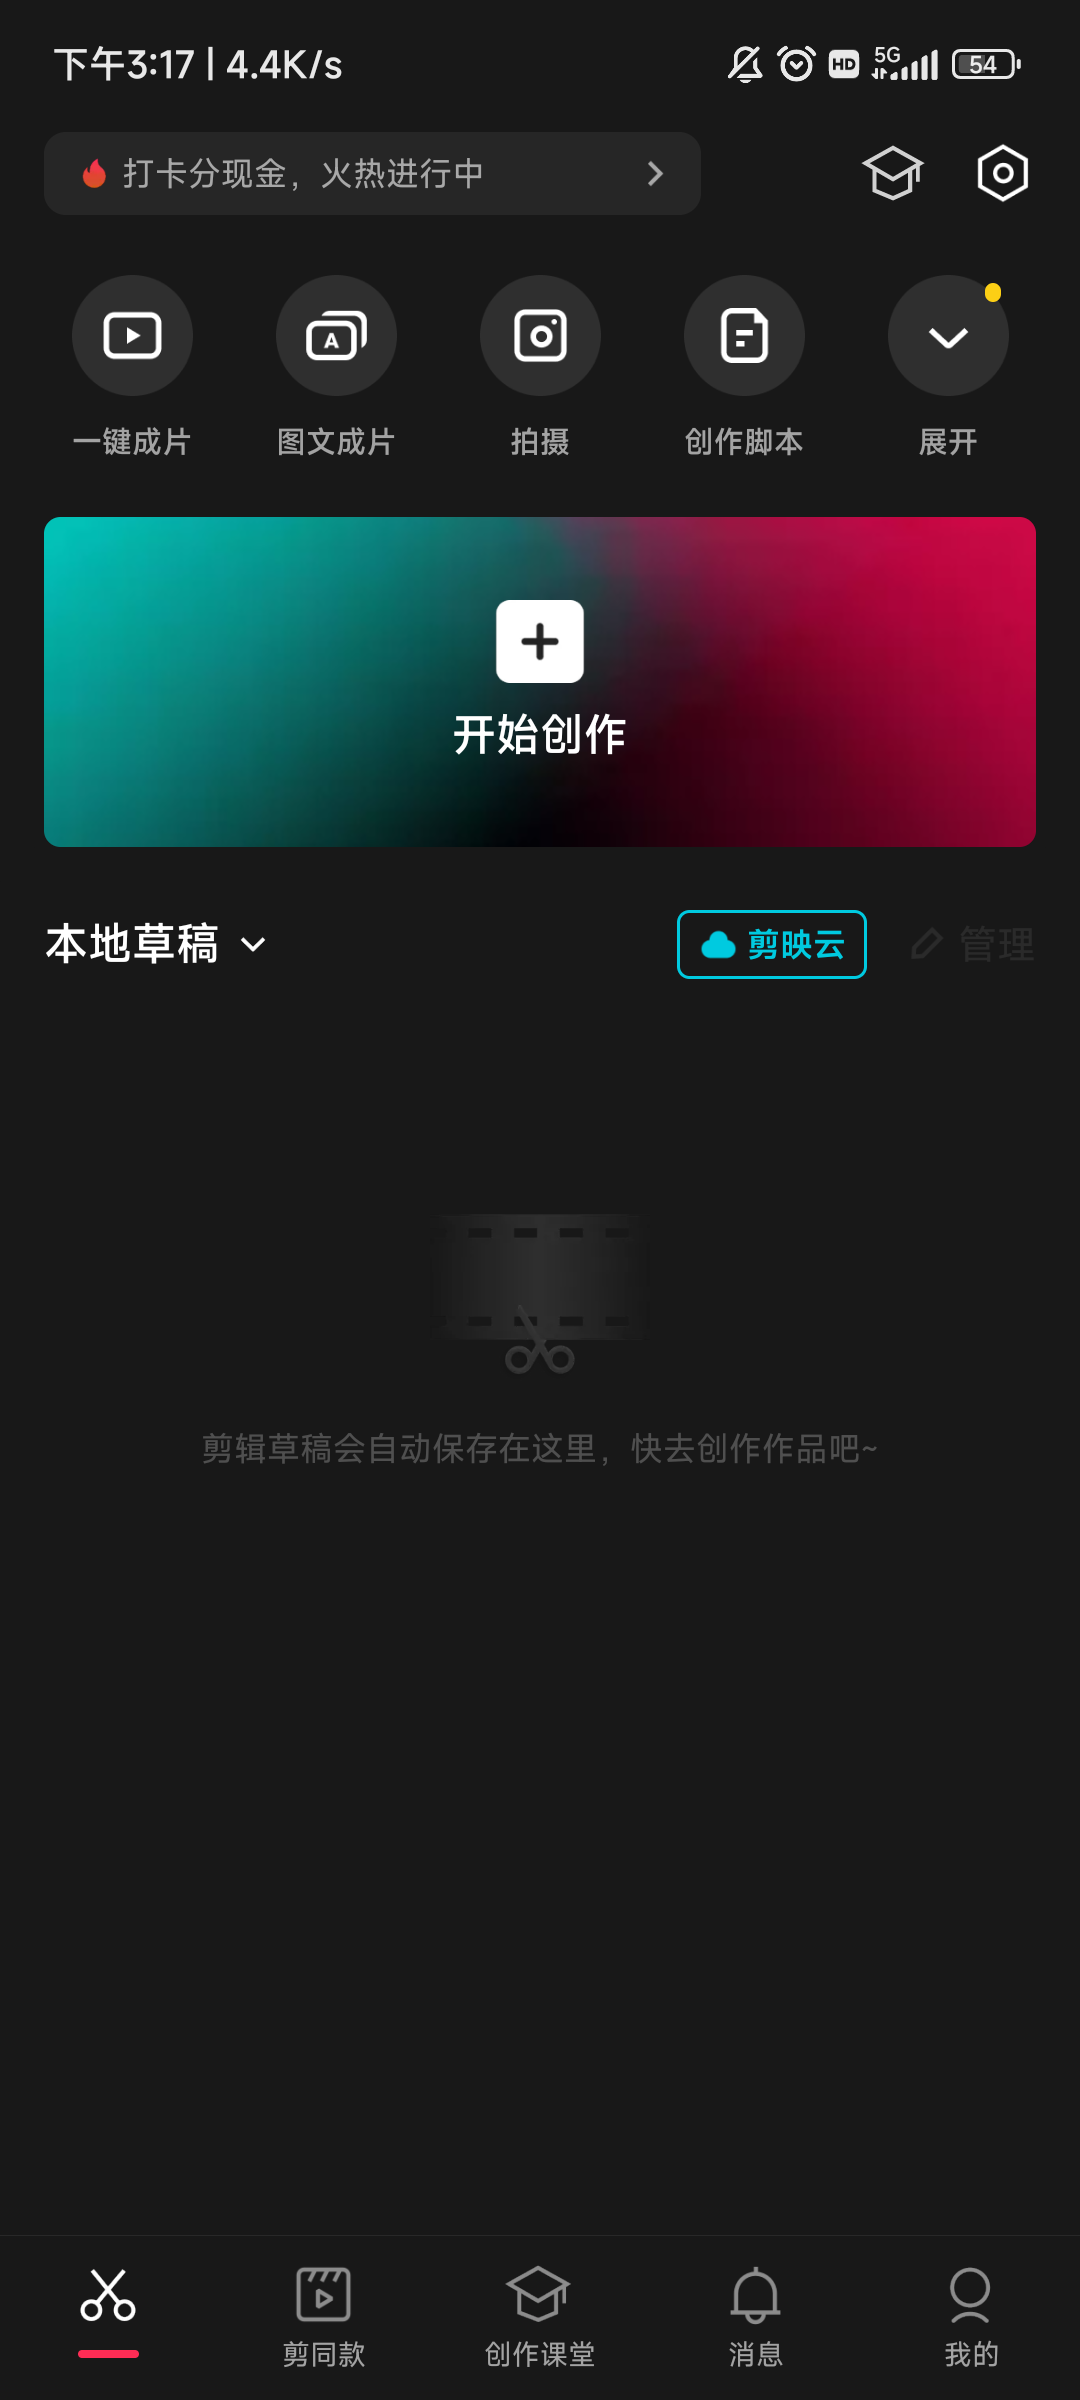 下午3:17 | 4.4K/s
HD
5G
54
打卡分现金，火热进行中
A
一键成片
图文成片
拍摄
创作脚本
展开
开始创作
本地草稿
剪映云
管理
剪辑草稿会自动保存在这里，快去创作作品吧~
剪同款
创作课堂
消息
我的